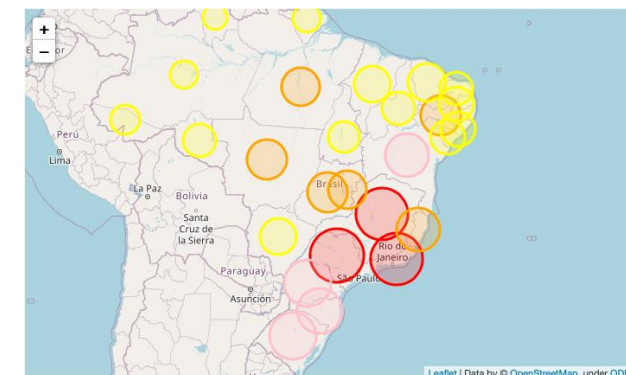 +
−
Perú
Lima
La Paz
Bolivia
Santa
Cruz de
la Sierra
Brasil
Rio de
Janeiro
São Paulo
Paraguay
Asunción
Leaflet | Data by © OpenStreetMap, under ODbL